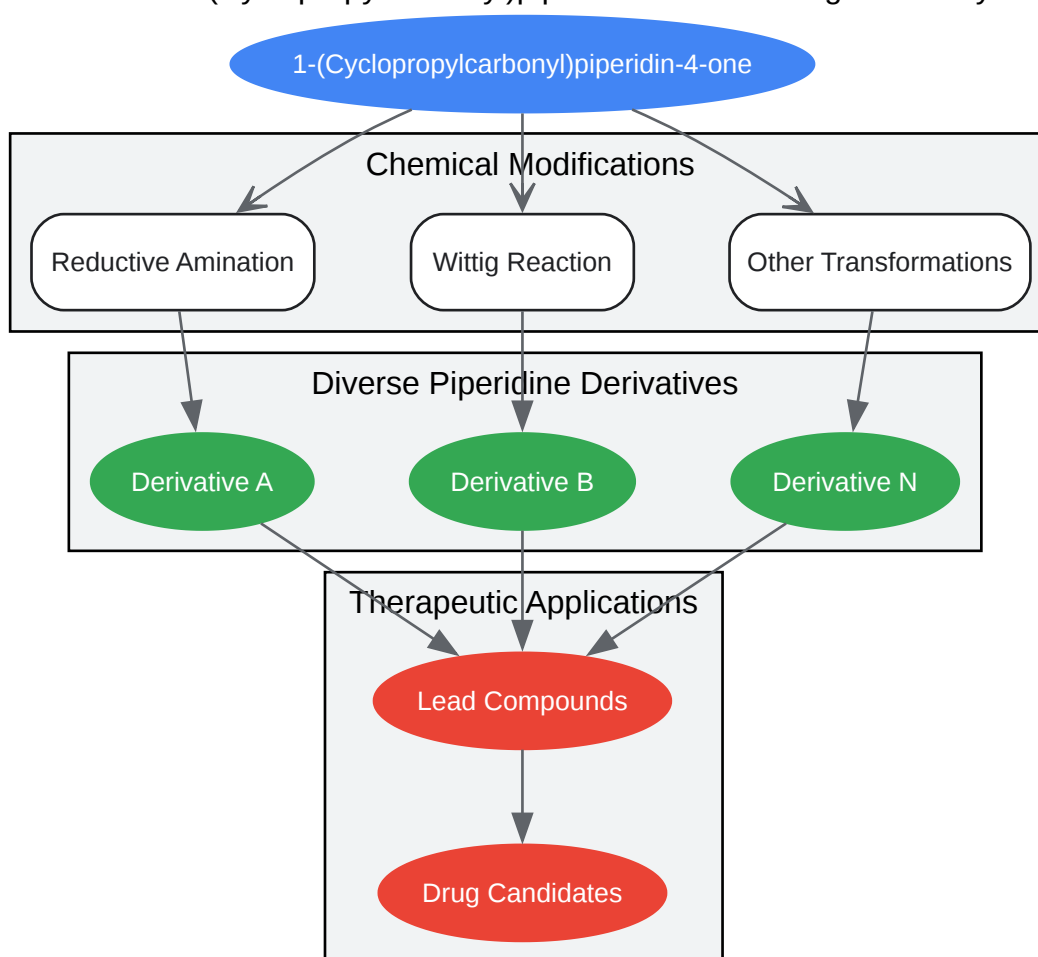 1-(Cyclopropylcarbonyl)piperidin-4-one
Chemical Modifications
Reductive Amination
Wittig Reaction
Other Transformations
Diverse Piperidine Derivatives
Derivative A
Derivative B
Derivative N
Therapeutic Applications
Lead Compounds
Drug Candidates